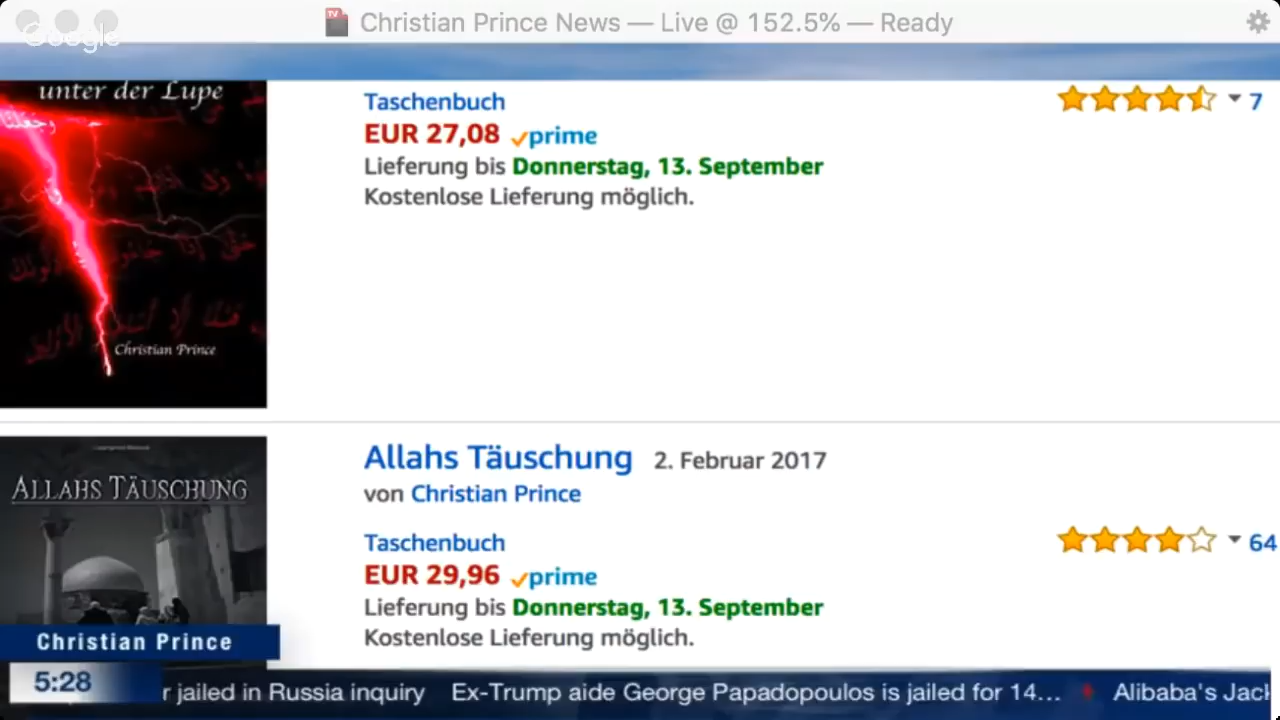 Christian Prince News — Live @ 152.5% — Ready
Google
unter der Lupe
Christian Prince
Taschenbuch
EUR 27,08 prime
Lieferung bis Donnerstag, 13. September
Kostenlose Lieferung möglich.
7
ALLAHS TÄUSCHUNG
Allahs Täuschung 2. Februar 2017
von Christian Prince
Taschenbuch
EUR 29,96 prime
Lieferung bis Donnerstag, 13. September
Kostenlose Lieferung möglich.
64
Christian Prince
5:28
r jailed in Russia inquiry Ex-Trump aide George Papadopoulos is jailed for 14... Alibaba's Jack